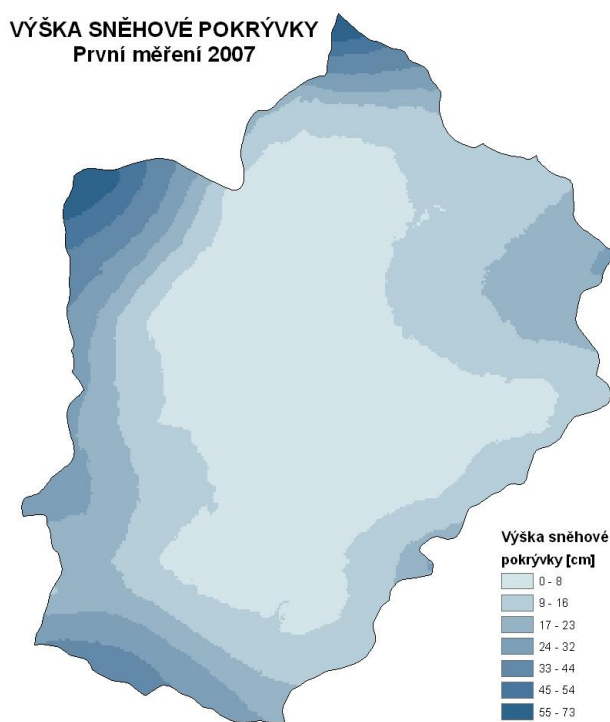 VÝŠKA SNĚHOVÉ POKRÝVKY
První měření 2007
Výška sněhové
pokrývky [cm]
0 - 8
9 - 16
17 - 23
24 - 32
33 - 44
45 - 54
55 - 73